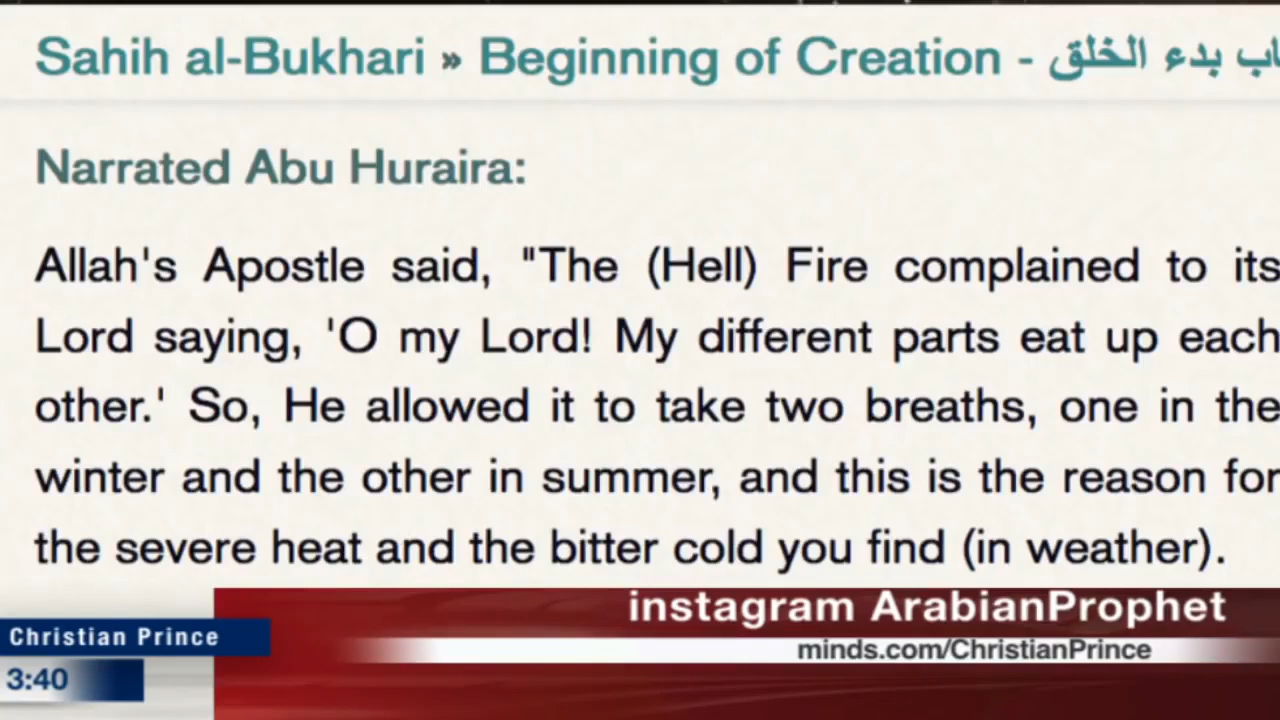 Sahih al-Bukhari » Beginning of Creation - اب بدء الخلق
Narrated Abu Huraira:
Allah's Apostle said, "The (Hell) Fire complained to its
Lord saying, 'O my Lord! My different parts eat up each
other.' So, He allowed it to take two breaths, one in the
winter and the other in summer, and this is the reason for
the severe heat and the bitter cold you find (in weather).
instagram ArabianProphet
Christian Prince
minds.com/ChristianPrince
3:40